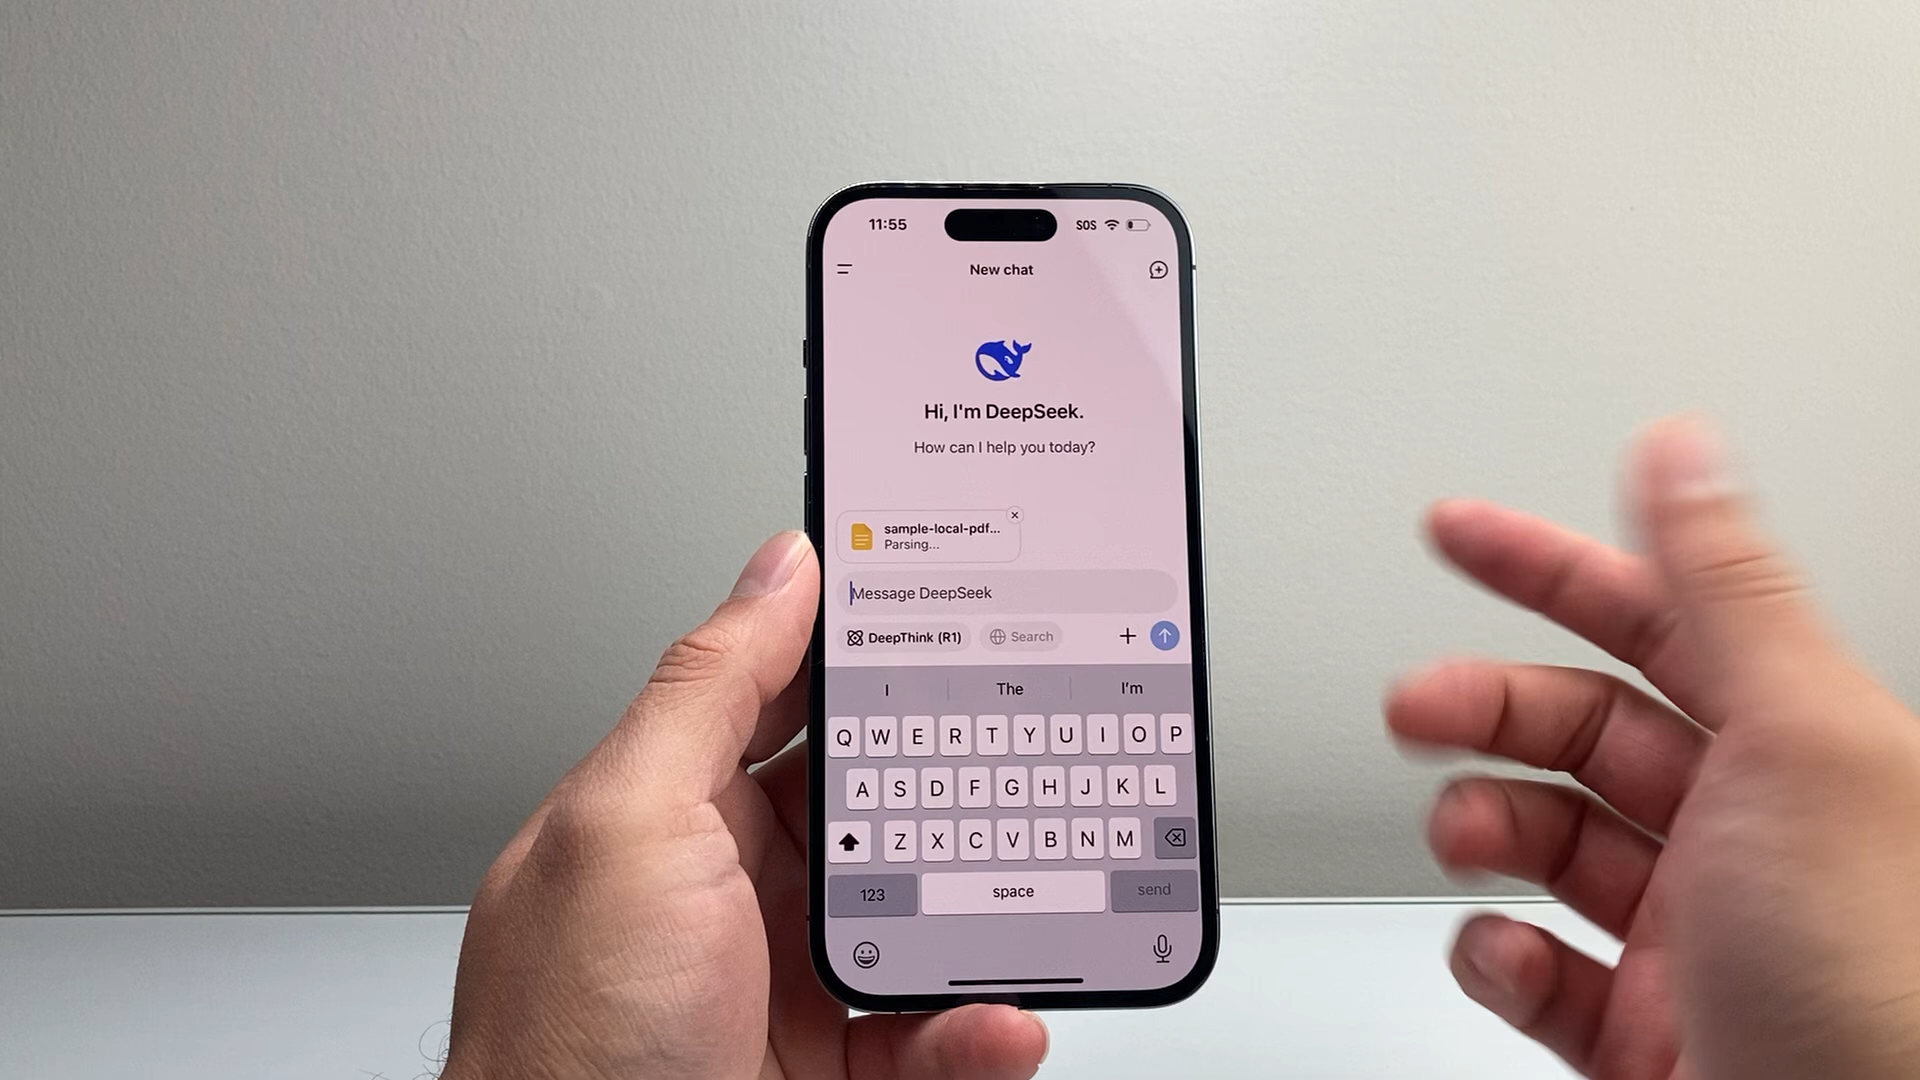 11:55
SOS
New chat
Hi, I'm DeepSeek.
How can I help you today?
sample-local-pdf...
Parsing...
Message DeepSeek
DeepThink (R1)
Search
I
The
I'm
Q W E R T Y U I O P
A S D F G H J K L
Z X C V B N M
123
space
send